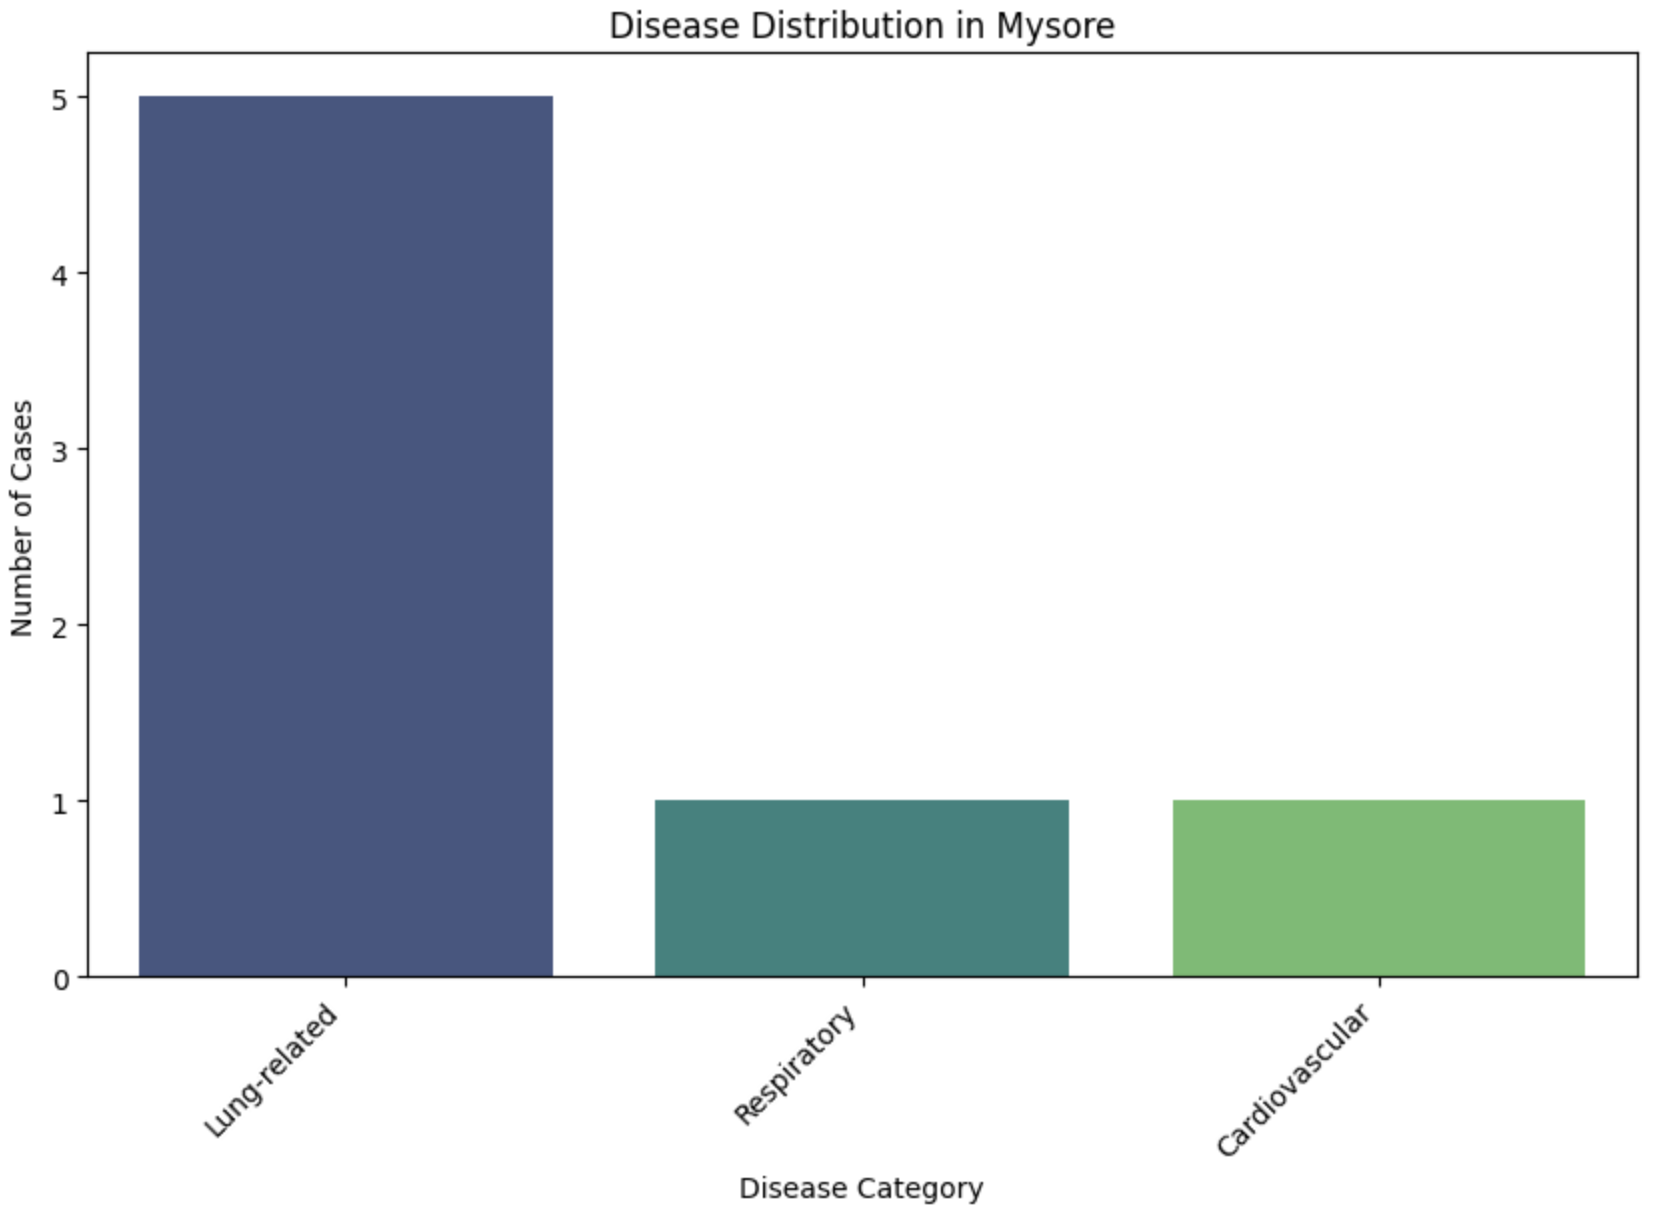 Disease Distribution in Mysore
Number of Cases
5
4
3
2
1
0
Lung-related
Respiratory
Cardiovascular
Disease Category